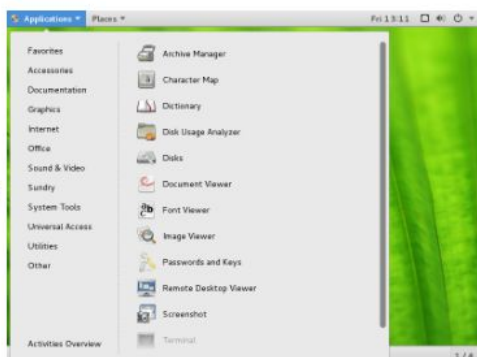 Applications Places Fri 13:11
Favorites
Accessories
Documentation
Graphics
Internet
Office
Sound & Video
Sundry
System Tools
Universal Access
Utilities
Other
Activities Overview
Archive Manager
Character Map
Dictionary
Disk Usage Analyzer
Disks
Document Viewer
Font Viewer
Image Viewer
Passwords and Keys
Remote Desktop Viewer
Screenshot
Terminal
1 / 4